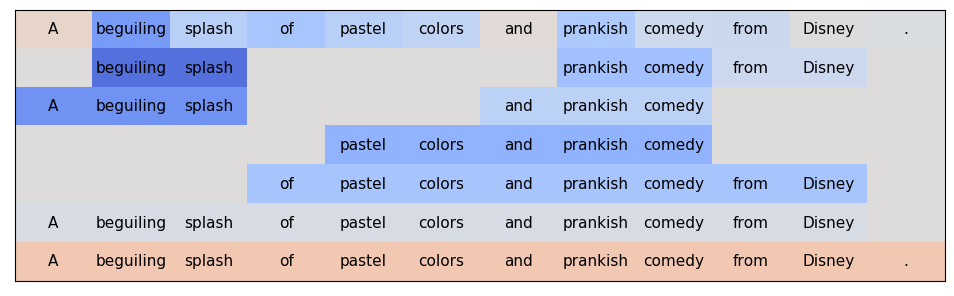 A beguiling splash of pastel colors and prankish comedy from Disney .
beguiling splash prankish comedy from Disney
A beguiling splash and prankish comedy
pastel colors and prankish comedy
of pastel colors and prankish comedy from Disney
A beguiling splash of pastel colors and prankish comedy from Disney
A beguiling splash of pastel colors and prankish comedy from Disney .